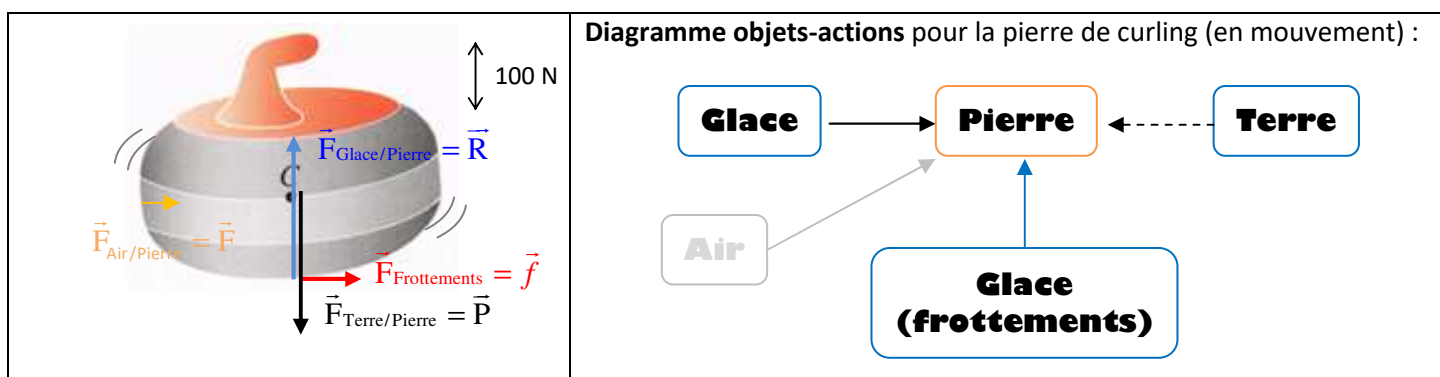 100 N
F⃗Glace/Pierre = R⃗
C
F⃗Air/Pierre = F⃗
F⃗Frottements = f⃗
F⃗Terre/Pierre = P⃗
Diagramme objets-actions pour la pierre de curling (en mouvement) :
Glace
Pierre
Terre
Air
Glace
(frottements)